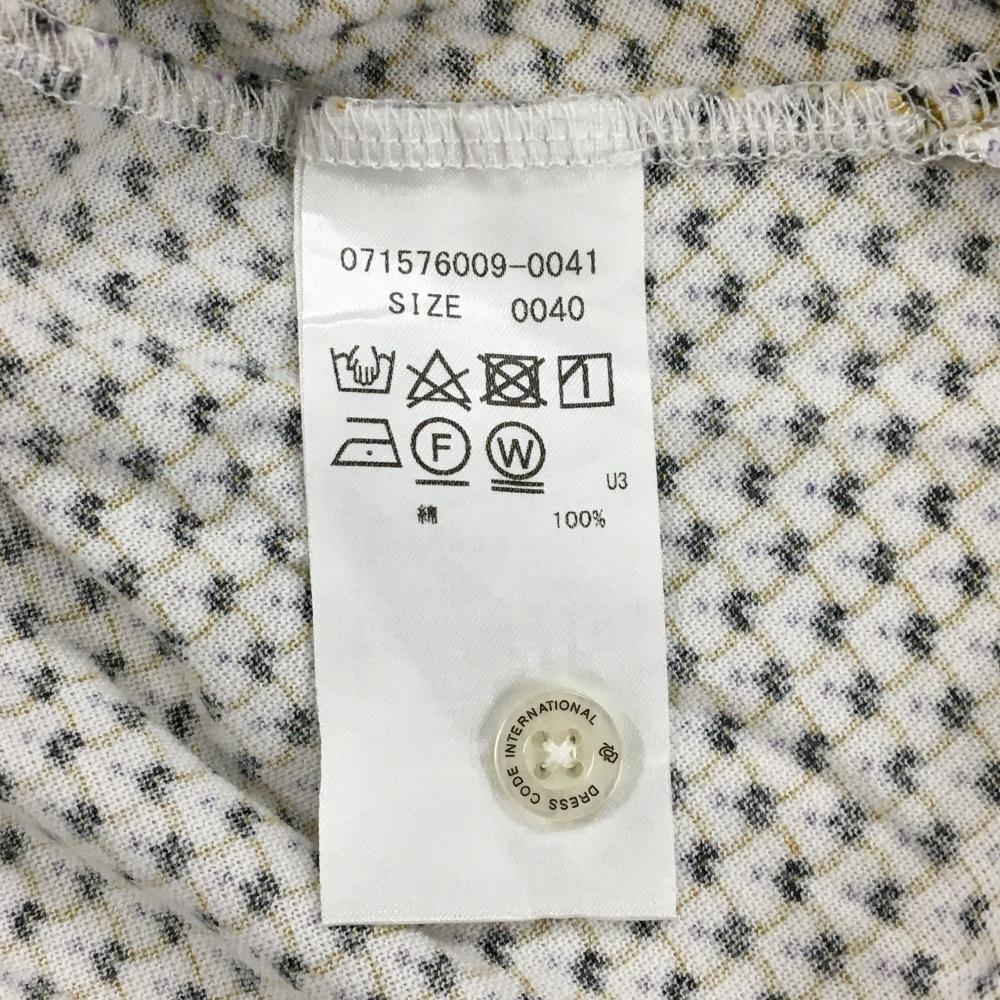 071576009-0041
SIZE 0040
F W
U3
綿 100%
INTERNATIONAL
DRESS CODE